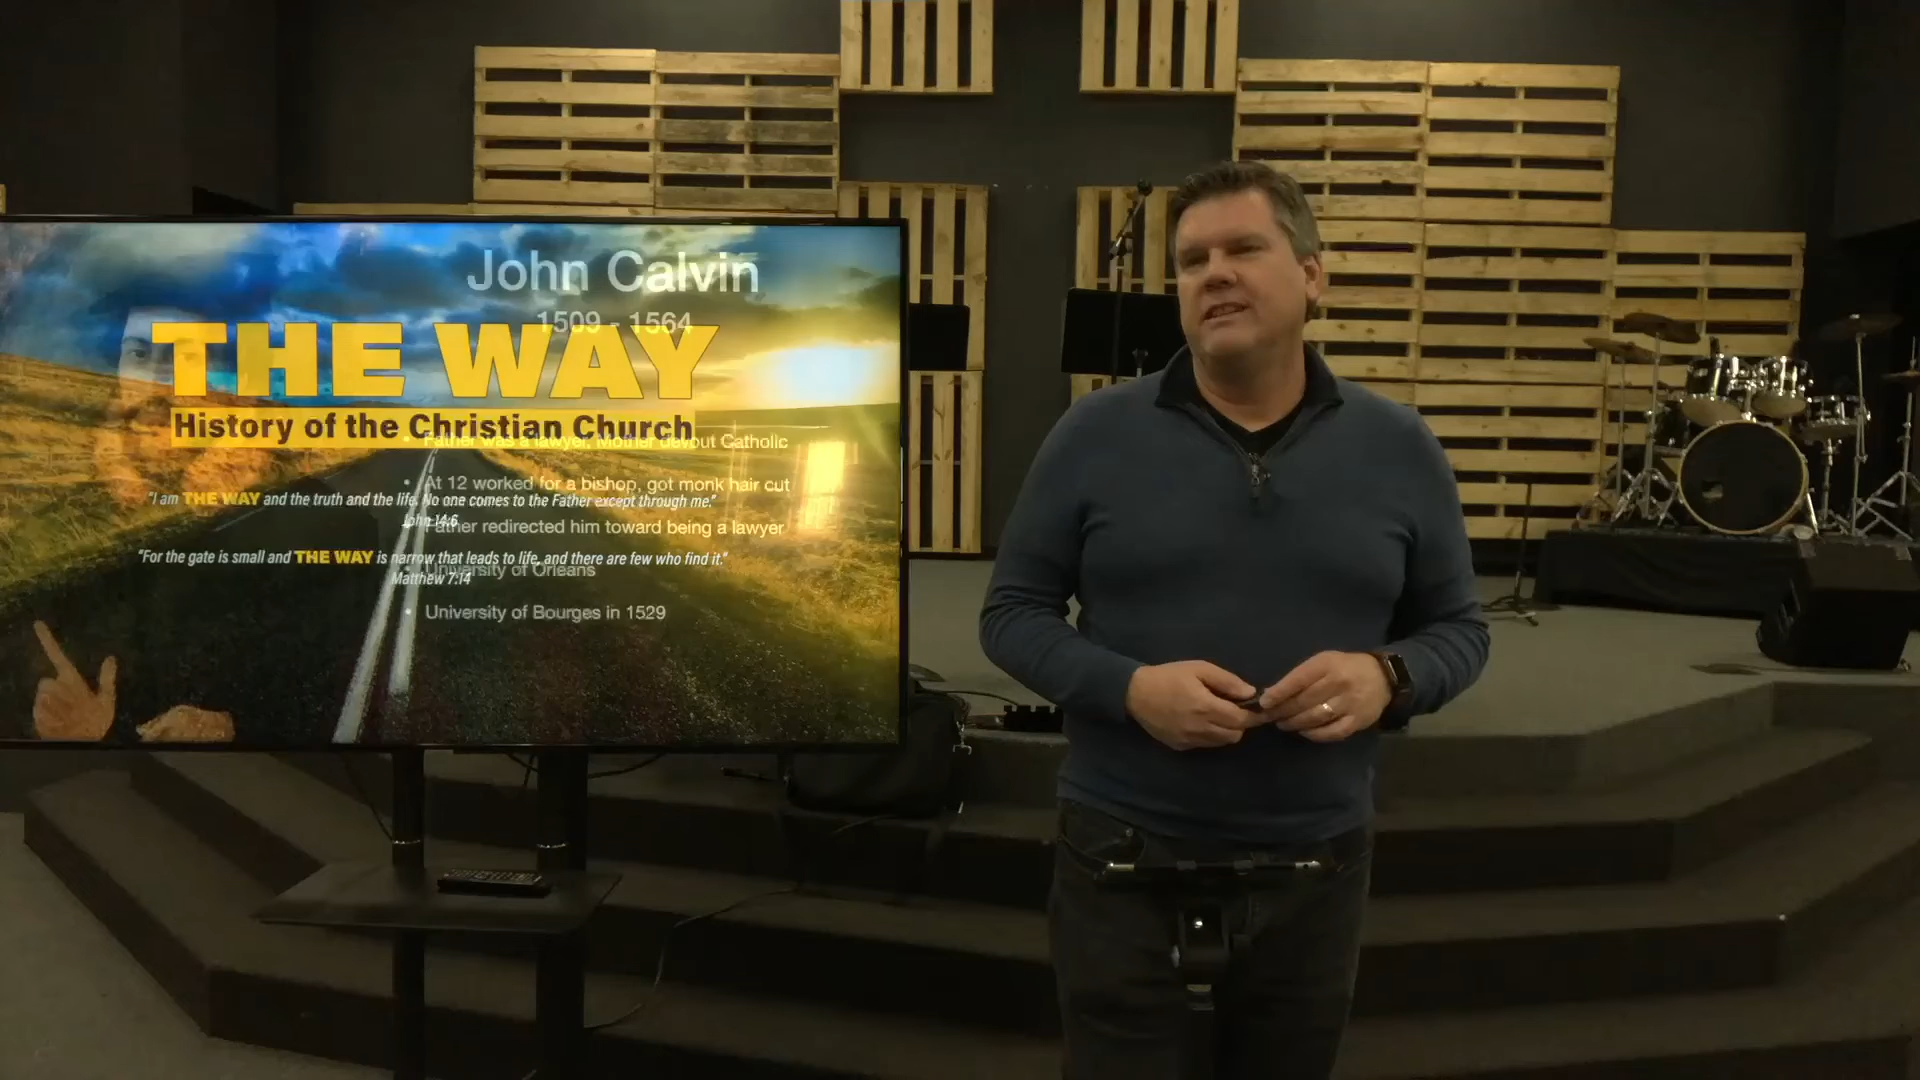 John Calvin
1509 - 1564
THE WAY
History of the Christian Church
• Father was a lawyer, Mother devout Catholic
• At 12 worked for a bishop, got monk hair cut
"I am THE WAY and the truth and the life. No one comes to the Father except through me."
John 14:6
• Father redirected him toward being a lawyer
"For the gate is small and THE WAY is narrow that leads to life, and there are few who find it."
• University of Orleans
Matthew 7:14
• University of Bourges in 1529